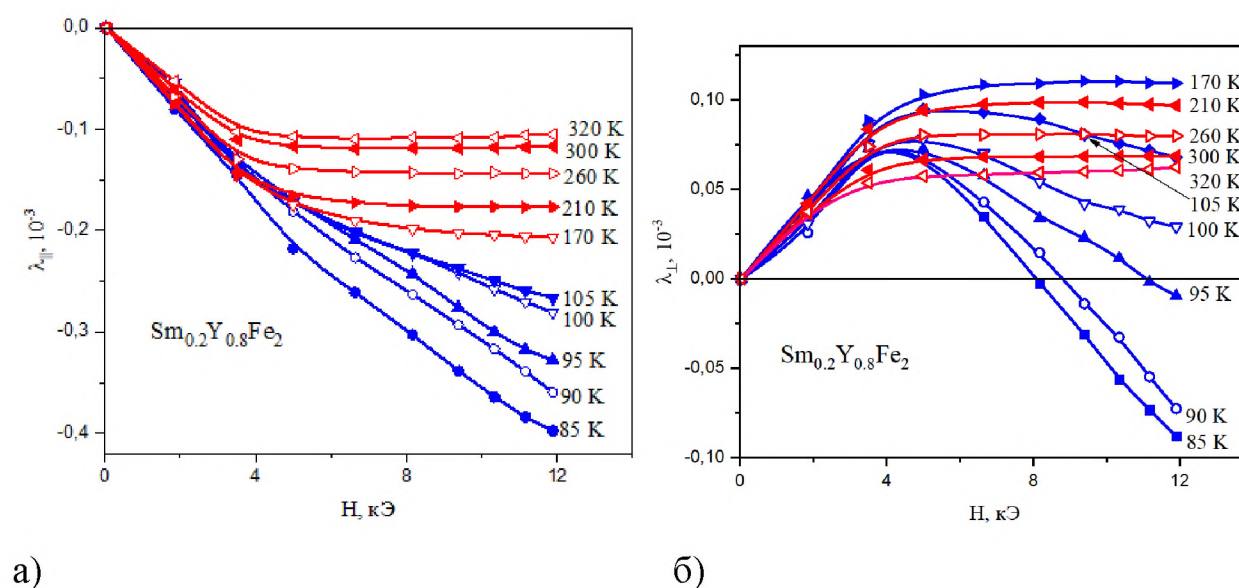 0,0
-0,1
-0,2
-0,3
-0,4
λ||, 10⁻³
320 K
300 K
260 K
210 K
170 K
105 K
100 K
95 K
90 K
85 K
Sm₀.₂Y₀.₈Fe₂
0 4 8 12
H, кЭ
а)
0,10
0,05
0,00
-0,05
-0,10
λ⊥, 10⁻³
170 K
210 K
260 K
300 K
320 K
105 K
100 K
95 K
90 K
85 K
Sm₀.₂Y₀.₈Fe₂
0 4 8 12
H, кЭ
б)